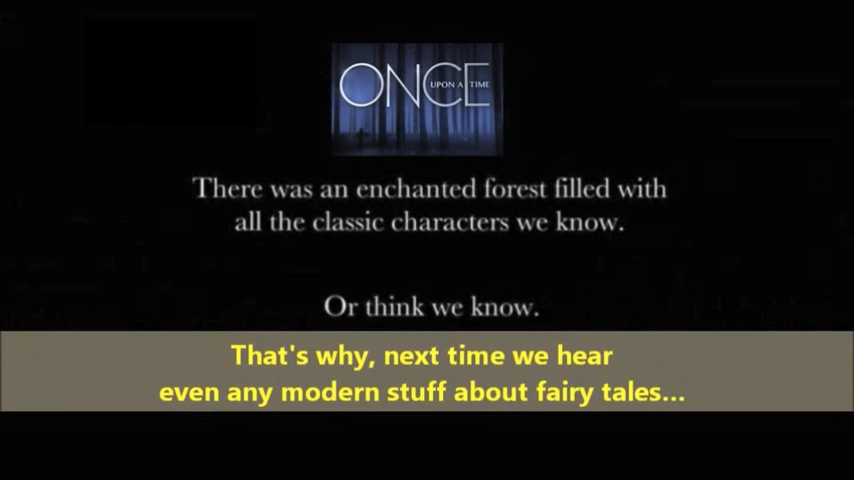 ONCE
UPON A TIME
There was an enchanted forest filled with
all the classic characters we know.
Or think we know.
That's why, next time we hear
even any modern stuff about fairy tales...